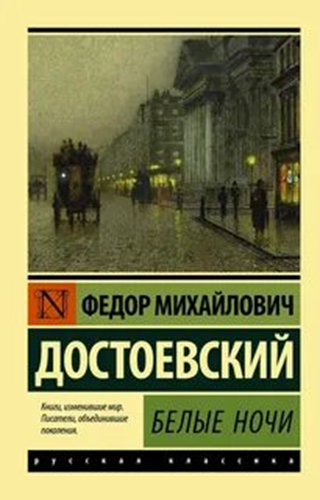 N
ФЕДОР МИХАЙЛОВИЧ
ДОСТОЕВСКИЙ
Книги, изменившие мир.
Писатели, объединившие
поколения.
БЕЛЫЕ НОЧИ
русская классика